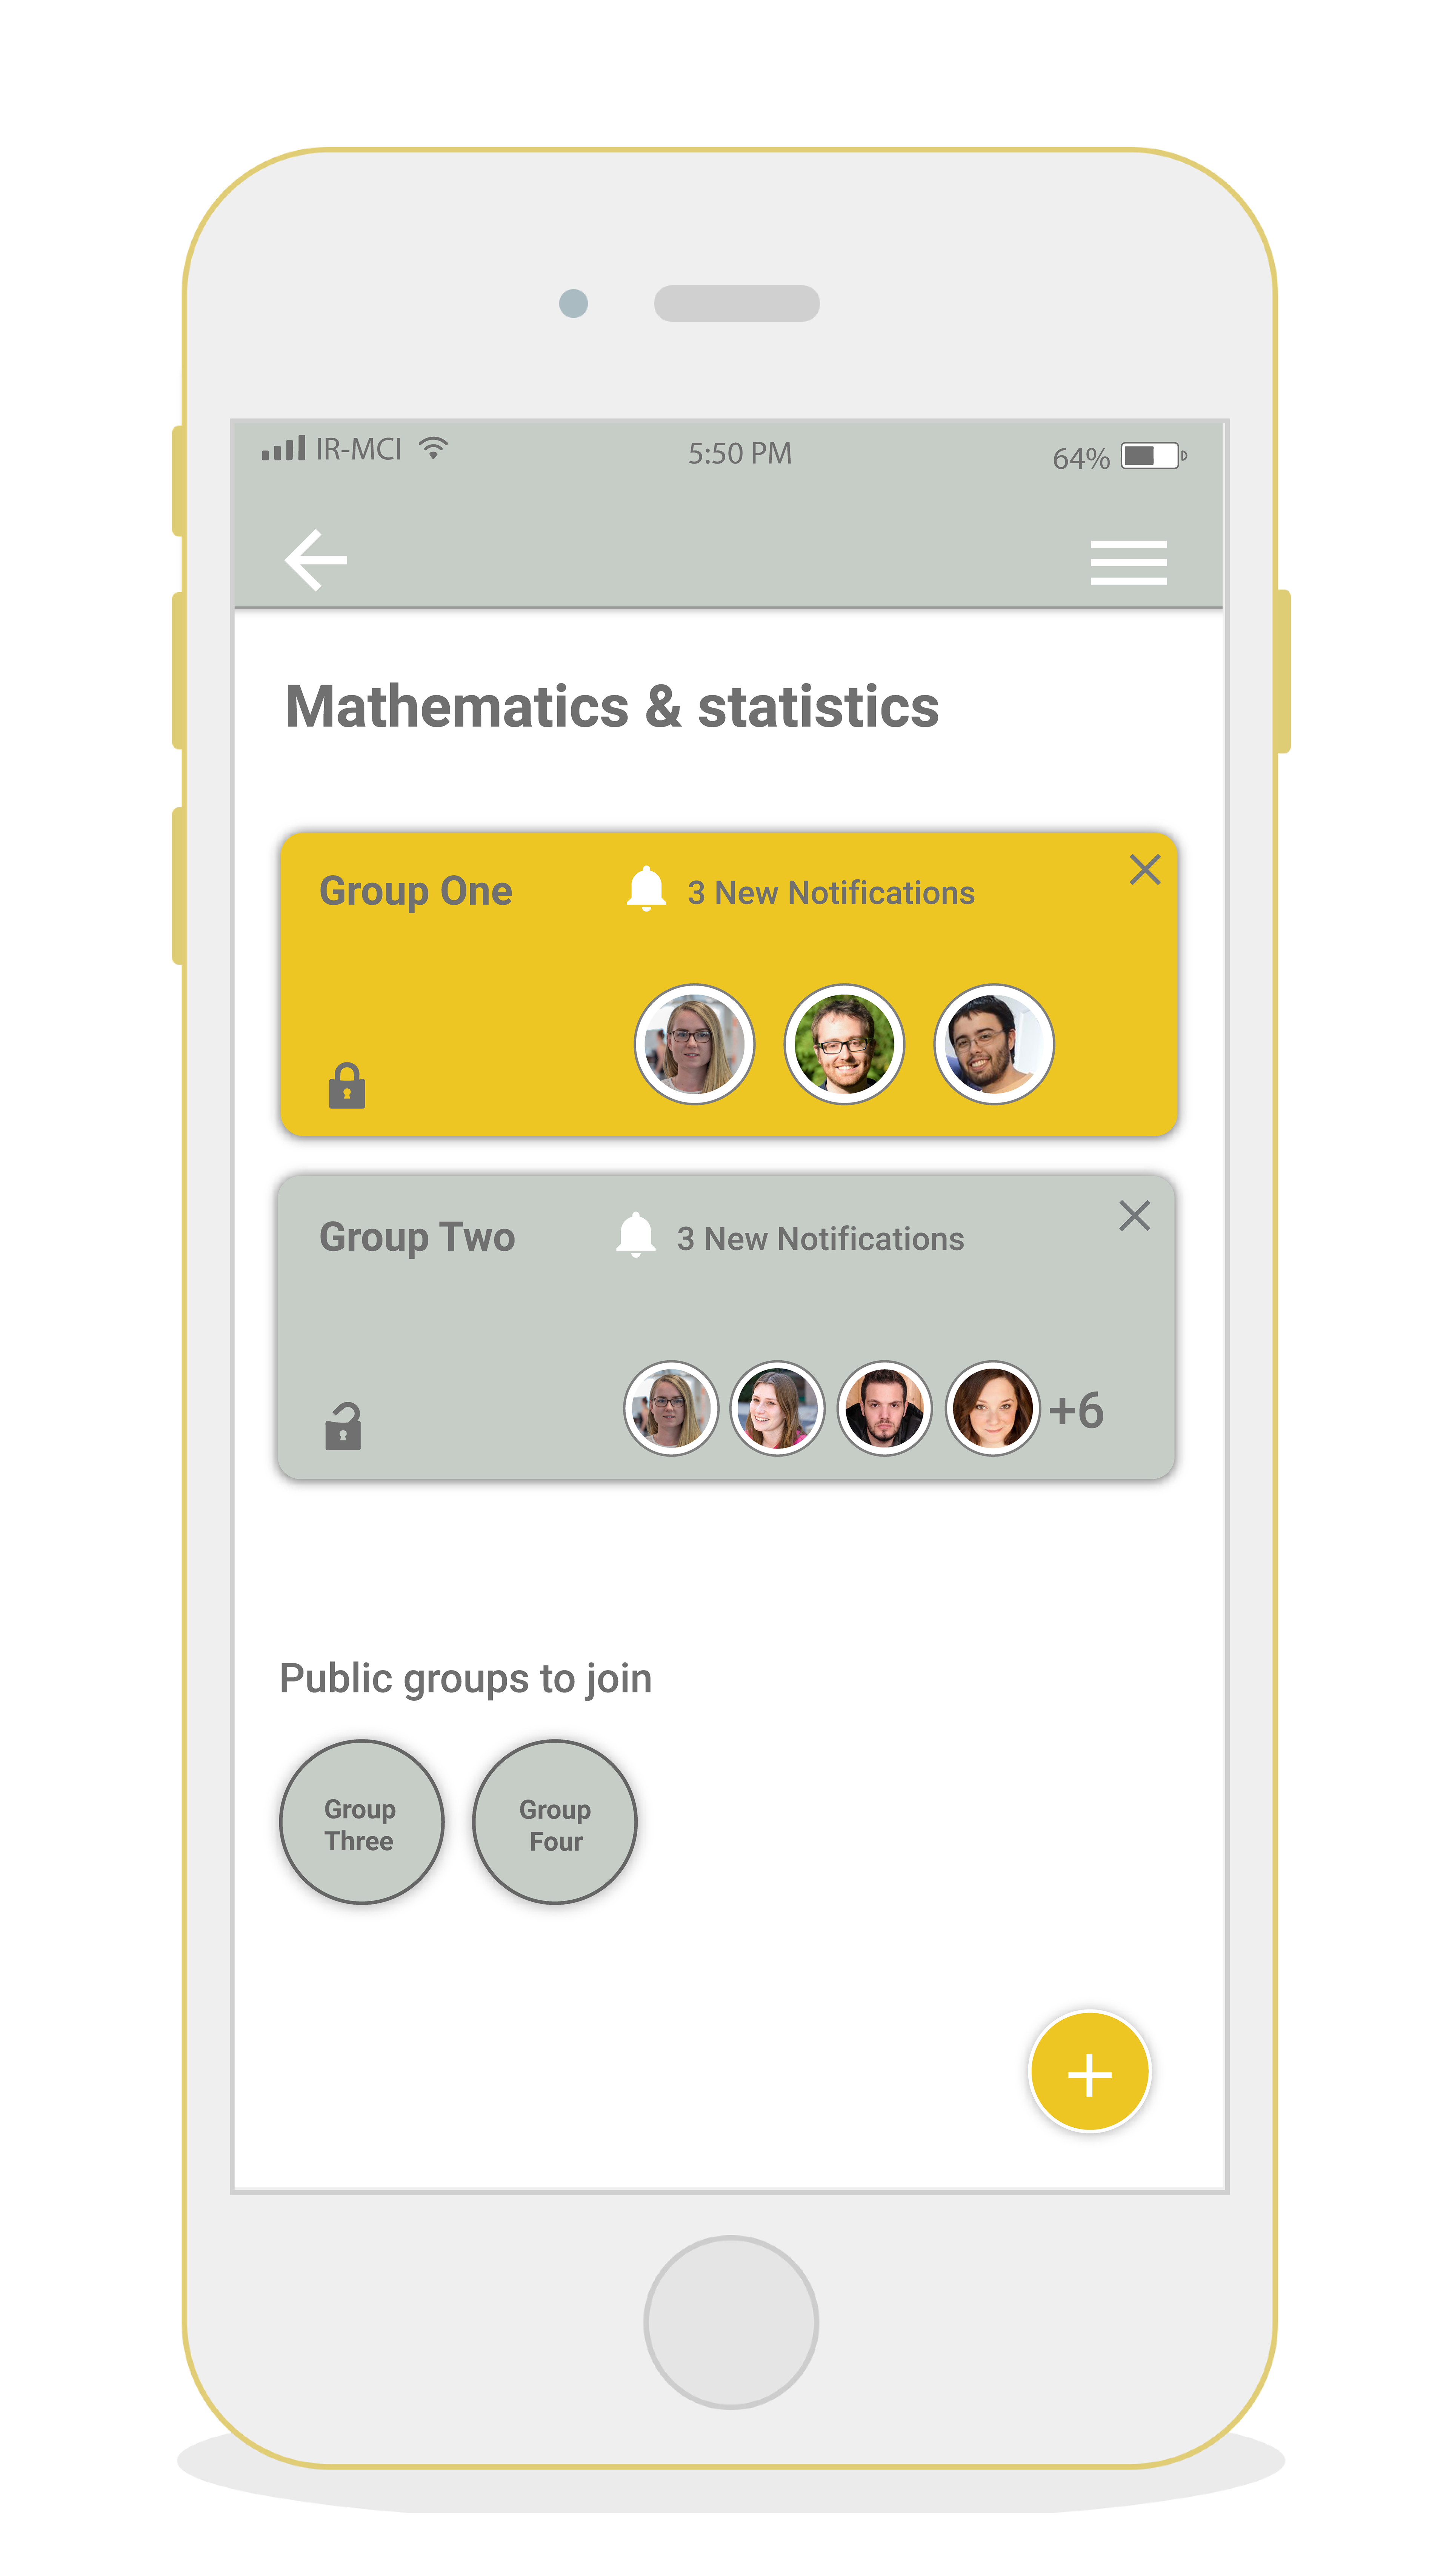 IR-MCI
5:50 PM
64%
Mathematics & statistics
Group One
3 New Notifications
Group Two
3 New Notifications
+6
Public groups to join
Group
Three
Group
Four